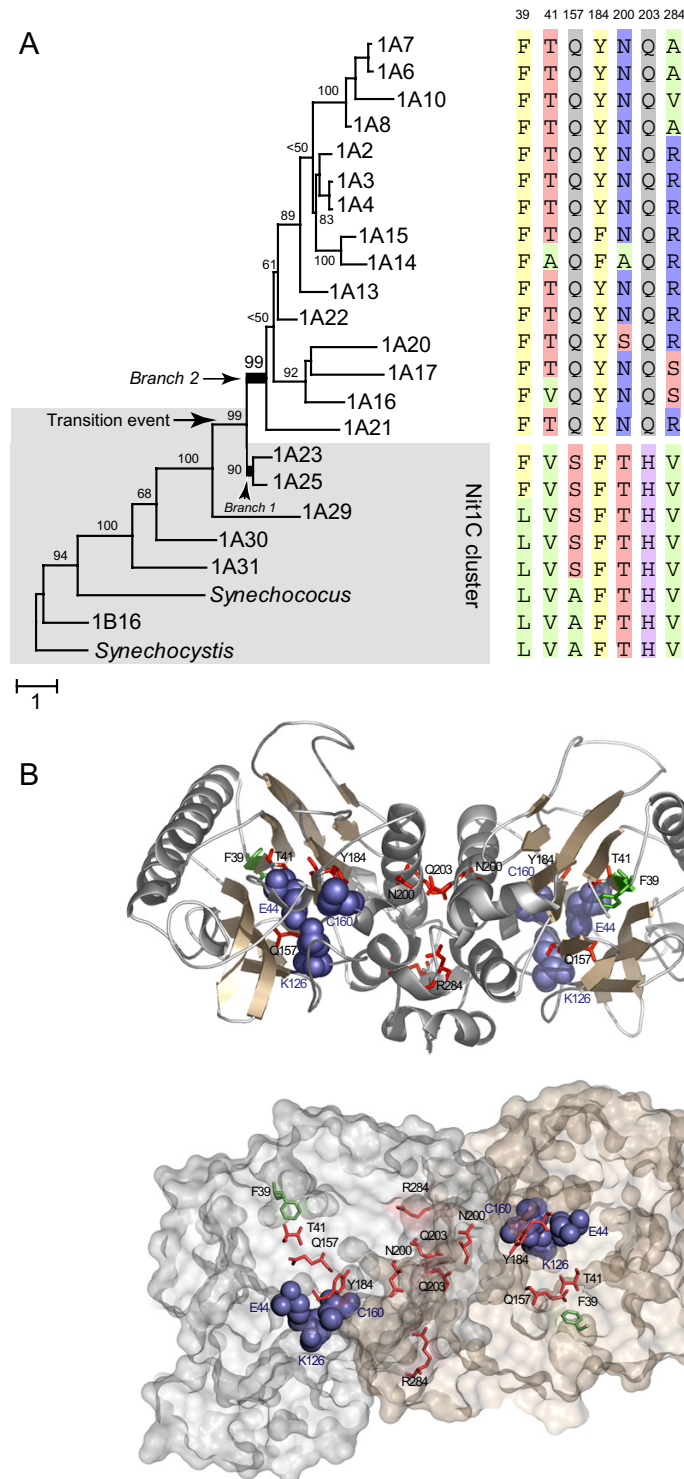 39 41 157 184 200 203 284
A
1A7 F T Q Y N Q A
1A6 F T Q Y N Q A
100
1A10 F T Q Y N Q V
1A8 F T Q Y N Q A
<50
1A2 F T Q Y N Q R
1A3 F T Q Y N Q R
1A4 F T Q Y N Q R
89 83
1A15 F T Q F N Q R
100
1A14 F A Q F A Q R
61
1A13 F T Q Y N Q R
<50
1A22 F T Q Y N Q R
1A20 F T Q Y S Q R
99
Branch 2
92
1A17 F T Q Y N Q S
1A16 F V Q Y N Q S
Transition event 99
1A21 F T Q Y N Q R
100 90
1A23 F V S F T H V
1A25 F V S F T H V
Branch 1
68
1A29 L V S F T H V
100
1A30 L V S F T H V
94
1A31 L V S F T H V
Synechococus L V A F T H V
1B16 L V A F T H V
Synechocystis L V A F T H V
Nit1C cluster
1
B
F39 T41 Y184 Q203 N200 Y184 T41
N200 C160 F39
E44 C160 E44
Q157 Q157
K126 R284 K126
F39 R284
T41 N200 C160 E44
Q157 Q203
N200 Y184 K126
Y184 Q203 T41
E44 C160 Q157 F39
K126
R284